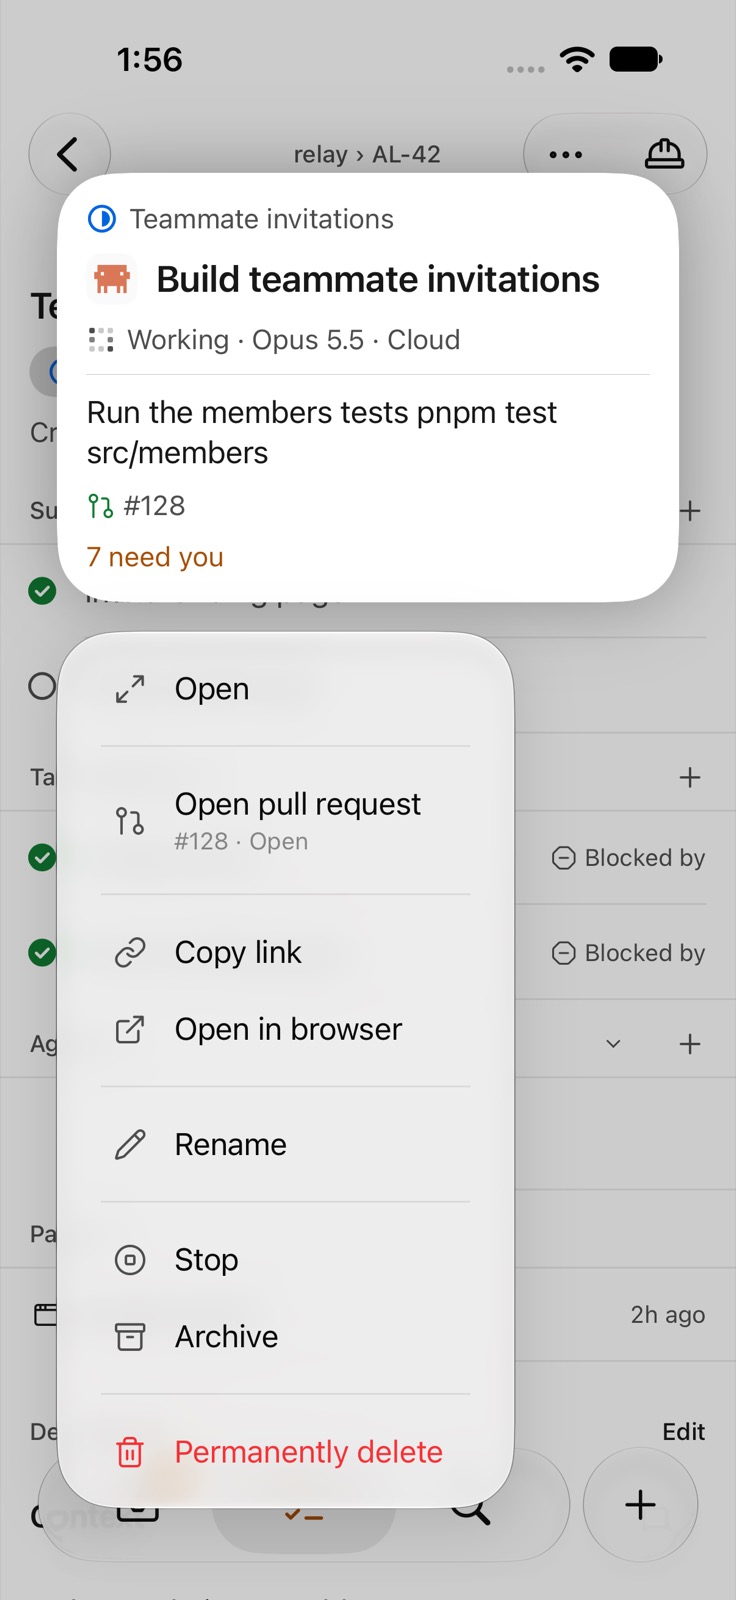 1:56
relay › AL-42
Teammate invitations
Build teammate invitations
Working · Opus 5.5 · Cloud
Run the members tests pnpm test
src/members
#128
7 need you
Open
Open pull request
#128 · Open
Blocked by
Copy link
Blocked by
Open in browser
Rename
Stop
2h ago
Archive
Edit
Permanently delete